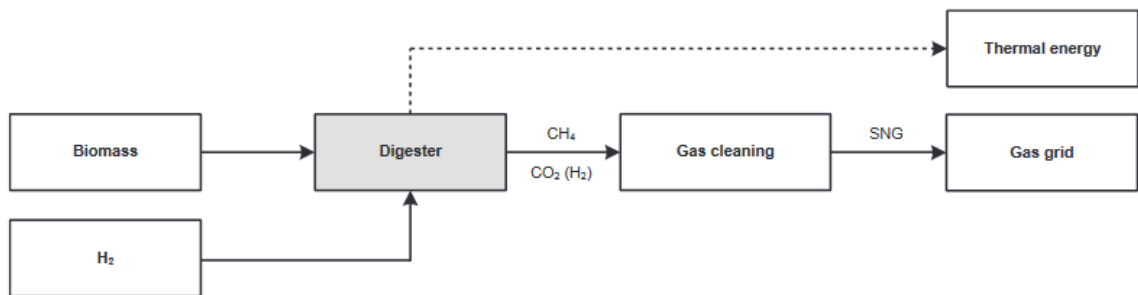 Thermal energy
Biomass
Digester
CH₄
CO₂ (H₂)
Gas cleaning
SNG
Gas grid
H₂